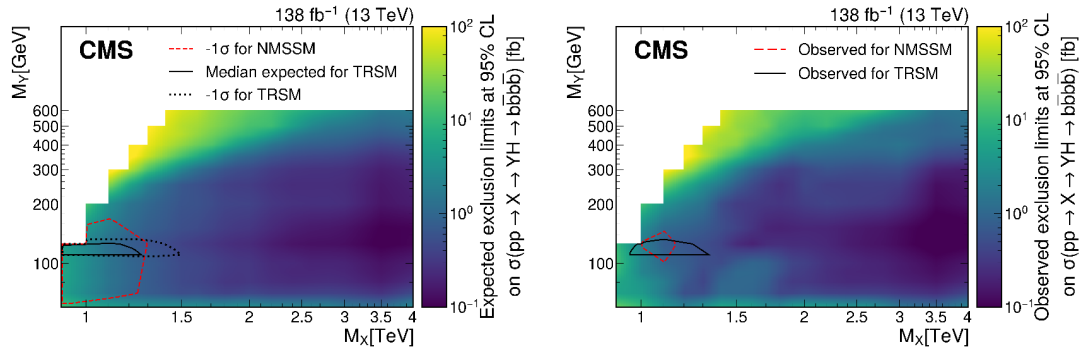 138 fb⁻¹ (13 TeV)
CMS
-1σ for NMSSM
Median expected for TRSM
-1σ for TRSM
M_Y[GeV]
600
500
400
300
200
100
1
1.5
2
2.5
3
3.5
4
M_X[TeV]
10²
10¹
10⁰
10⁻¹
Expected exclusion limits at 95% CL
on σ(pp → X → YH → bb̅bb̅) [fb]
138 fb⁻¹ (13 TeV)
CMS
Observed for NMSSM
Observed for TRSM
M_Y[GeV]
600
500
400
300
200
100
1
1.5
2
2.5
3
3.5
4
M_X[TeV]
10²
10¹
10⁰
10⁻¹
Observed exclusion limits at 95% CL
on σ(pp → X → YH → bb̅bb̅) [fb]